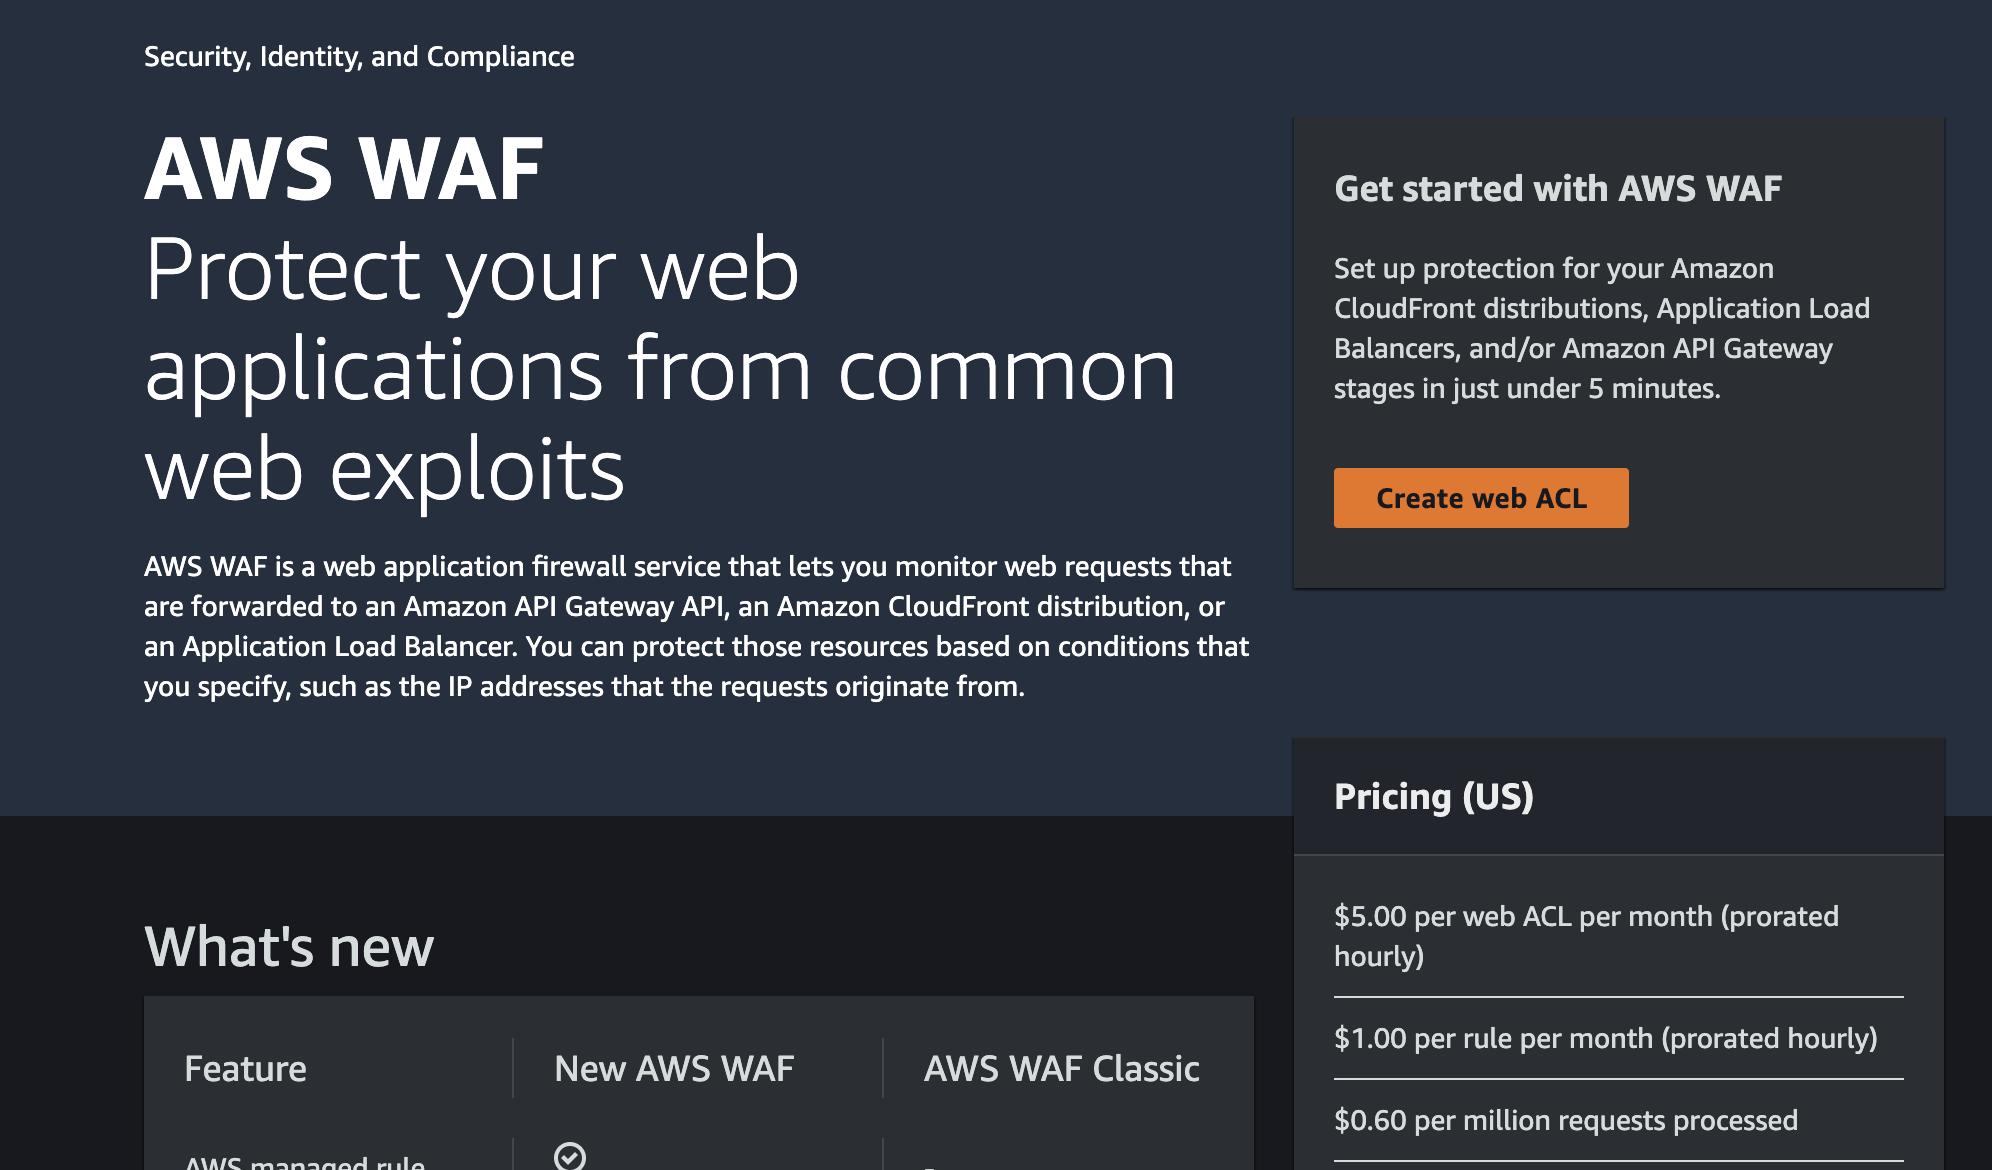 Security, Identity, and Compliance
AWS WAF
Protect your web
applications from common
web exploits
AWS WAF is a web application firewall service that lets you monitor web requests that
are forwarded to an Amazon API Gateway API, an Amazon CloudFront distribution, or
an Application Load Balancer. You can protect those resources based on conditions that
you specify, such as the IP addresses that the requests originate from.
Get started with AWS WAF
Set up protection for your Amazon
CloudFront distributions, Application Load
Balancers, and/or Amazon API Gateway
stages in just under 5 minutes.
Create web ACL
Pricing (US)
$5.00 per web ACL per month (prorated
hourly)
$1.00 per rule per month (prorated hourly)
$0.60 per million requests processed
What's new
Feature
New AWS WAF
AWS WAF Classic
AWS managed rule
-